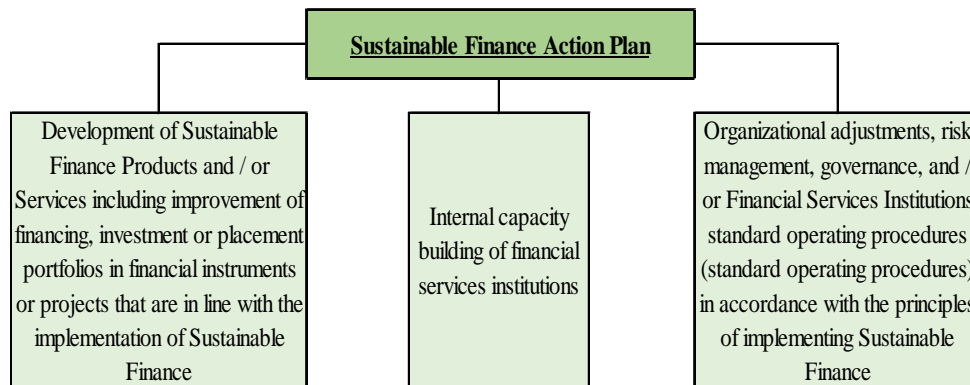 Sustainable Finance Action Plan
Development of Sustainable
Finance Products and / or
Services including improvement of
financing, investment or placement
portfolios in financial instruments
or projects that are in line with the
implementation of Sustainable
Finance
Internal capacity
building of financial
services institutions
Organizational adjustments, risk
management, governance, and /
or Financial Services Institutions
standard operating procedures
(standard operating procedures)
in accordance with the principles
of implementing Sustainable
Finance